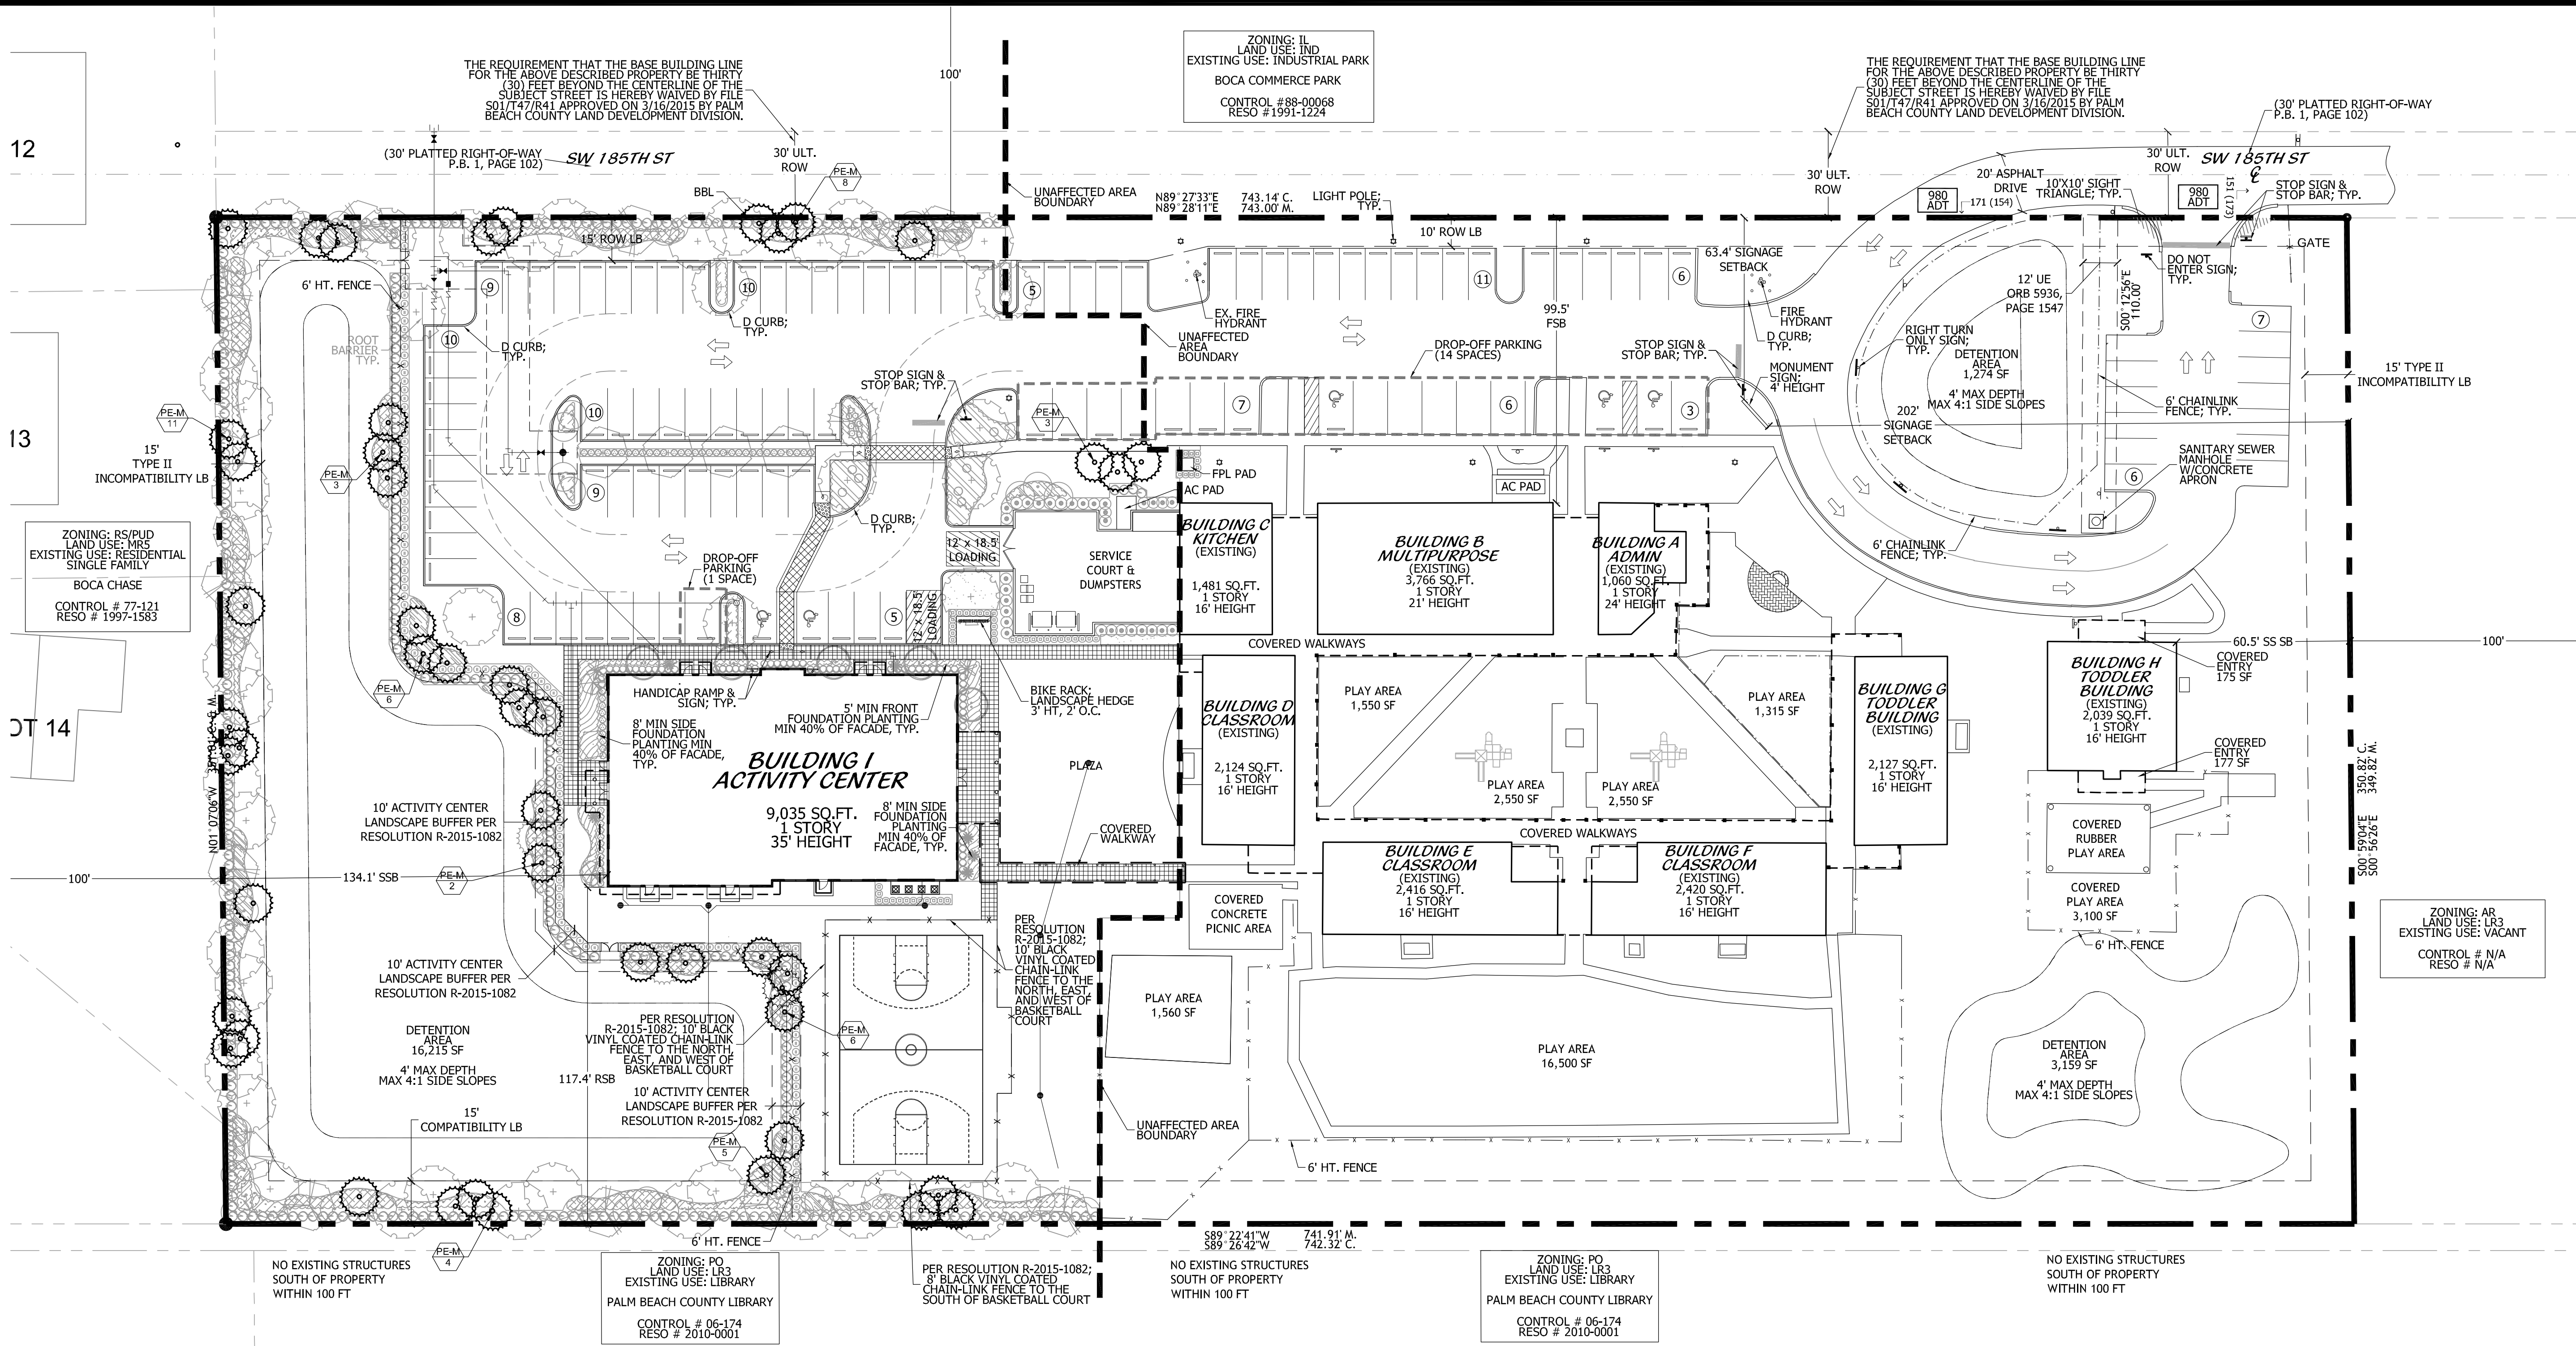 THE REQUIREMENT THAT THE BASE BUILDING LINE
FOR THE ABOVE DESCRIBED PROPERTY BE THIRTY
(30) FEET BEYOND THE CENTERLINE OF THE
SUBJECT STREET IS HEREBY WAIVED BY FILE
S01/T47/R41 APPROVED ON 3/16/2015 BY PALM
BEACH COUNTY LAND DEVELOPMENT DIVISION.
100'
ZONING: IL
LAND USE: IND
EXISTING USE: INDUSTRIAL PARK
BOCA COMMERCE PARK
CONTROL #88-00068
RESO #1991-1224
THE REQUIREMENT THAT THE BASE BUILDING LINE
FOR THE ABOVE DESCRIBED PROPERTY BE THIRTY
(30) FEET BEYOND THE CENTERLINE OF THE
SUBJECT STREET IS HEREBY WAIVED BY FILE
S01/T47/R41 APPROVED ON 3/16/2015 BY PALM
BEACH COUNTY LAND DEVELOPMENT DIVISION.
(30' PLATTED RIGHT-OF-WAY
P.B. 1, PAGE 102)
12
(30' PLATTED RIGHT-OF-WAY
P.B. 1, PAGE 102)
SW 185TH ST
30' ULT.
ROW
PE-M
8
BBL
UNAFFECTED AREA
BOUNDARY
N89°27'33"E 743.14' C.
N89°28'11"E 743.00' M.
LIGHT POLE;
TYP.
30' ULT.
ROW
20' ASPHALT
DRIVE
10'X10' SIGHT
TRIANGLE; TYP.
30' ULT.
ROW
SW 185TH ST
980
ADT
171 (154)
980
ADT
151
(173)
STOP SIGN &
STOP BAR; TYP.
GATE
15' ROW LB
10' ROW LB
63.4' SIGNAGE
SETBACK
DO NOT
ENTER SIGN;
TYP.
6' HT. FENCE
9
10
5
11
6
12' UE
ORB 5936,
PAGE 1547
S00°12'56"E
1110.00'
7
D CURB;
TYP.
EX. FIRE
HYDRANT
99.5'
FSB
FIRE
HYDRANT
D CURB;
TYP.
ROOT
BARRIER
TYP.
10
D CURB;
TYP.
UNAFFECTED
AREA
BOUNDARY
DROP-OFF PARKING
(14 SPACES)
STOP SIGN &
STOP BAR; TYP.
RIGHT TURN
ONLY SIGN;
TYP.
DETENTION
AREA
1,274 SF
4' MAX DEPTH
MAX 4:1 SIDE SLOPES
MONUMENT
SIGN;
4' HEIGHT
15' TYPE II
INCOMPATIBILITY LB
STOP SIGN &
STOP BAR; TYP.
PE-M
11
10
PE-M
3
7
6
3
202'
SIGNAGE
SETBACK
6' CHAINLINK
FENCE; TYP.
13
15'
TYPE II
INCOMPATIBILITY LB
PE-M
3
9
FPL PAD
AC PAD
AC PAD
SANITARY SEWER
MANHOLE
W/CONCRETE
APRON
6
ZONING: RS/PUD
LAND USE: MR5
EXISTING USE: RESIDENTIAL
SINGLE FAMILY
BOCA CHASE
CONTROL # 77-121
RESO # 1997-1583
D CURB;
TYP.
12' x 18.5'
LOADING
SERVICE
COURT &
DUMPSTERS
DROP-OFF
PARKING
(1 SPACE)
BUILDING C
KITCHEN
(EXISTING)
1,481 SQ.FT.
1 STORY
16' HEIGHT
BUILDING B
MULTIPURPOSE
(EXISTING)
3,766 SQ.FT.
1 STORY
21' HEIGHT
BUILDING A
ADMIN
(EXISTING)
1,060 SQ.FT.
1 STORY
24' HEIGHT
6' CHAINLINK
FENCE; TYP.
8
5
12' x 18.5'
LOADING
COVERED WALKWAYS
60.5' SS SB
100'
COVERED
ENTRY
175 SF
PE-M
6
HANDICAP RAMP &
SIGN; TYP.
8' MIN SIDE
FOUNDATION
PLANTING MIN
40% OF FACADE,
TYP.
5' MIN FRONT
FOUNDATION PLANTING
MIN 40% OF FACADE, TYP.
BIKE RACK;
LANDSCAPE HEDGE
3' HT, 2' O.C.
BUILDING D
CLASSROOM
(EXISTING)
2,124 SQ.FT.
1 STORY
16' HEIGHT
PLAY AREA
1,550 SF
PLAY AREA
1,315 SF
BUILDING G
TODDLER
BUILDING
(EXISTING)
2,127 SQ.FT.
1 STORY
16' HEIGHT
BUILDING H
TODDLER
BUILDING
(EXISTING)
2,039 SQ.FT.
1 STORY
16' HEIGHT
COVERED
ENTRY
177 SF
OT 14
N01°07'06"W
BUILDING I
ACTIVITY CENTER
9,035 SQ.FT.
1 STORY
35' HEIGHT
PLAZA
PLAY AREA
2,550 SF
PLAY AREA
2,550 SF
S00°59'04"E 350.82' C.
S00°56'26"E 349.82' M.
10' ACTIVITY CENTER
LANDSCAPE BUFFER PER
RESOLUTION R-2015-1082
8' MIN SIDE
FOUNDATION
PLANTING
MIN 40% OF
FACADE, TYP.
COVERED
WALKWAY
COVERED WALKWAYS
COVERED
RUBBER
PLAY AREA
100'
134.1' SSB
PE-M
2
BUILDING E
CLASSROOM
(EXISTING)
2,416 SQ.FT.
1 STORY
16' HEIGHT
BUILDING F
CLASSROOM
(EXISTING)
2,420 SQ.FT.
1 STORY
16' HEIGHT
COVERED
PLAY AREA
3,100 SF
6' HT. FENCE
COVERED
CONCRETE
PICNIC AREA
ZONING: AR
LAND USE: LR3
EXISTING USE: VACANT
CONTROL # N/A
RESO # N/A
PER
RESOLUTION
R-2015-1082;
10' BLACK
VINYL COATED
CHAIN-LINK
FENCE TO THE
NORTH, EAST,
AND WEST OF
BASKETBALL
COURT
10' ACTIVITY CENTER
LANDSCAPE BUFFER PER
RESOLUTION R-2015-1082
PLAY AREA
1,560 SF
DETENTION
AREA
16,215 SF
4' MAX DEPTH
MAX 4:1 SIDE SLOPES
PER RESOLUTION
R-2015-1082; 10' BLACK
VINYL COATED CHAIN-LINK
FENCE TO THE NORTH,
EAST, AND WEST OF
BASKETBALL COURT
PE-M
6
PLAY AREA
16,500 SF
DETENTION
AREA
3,159 SF
4' MAX DEPTH
MAX 4:1 SIDE SLOPES
117.4' RSB
10' ACTIVITY CENTER
LANDSCAPE BUFFER PER
RESOLUTION R-2015-1082
15'
COMPATIBILITY LB
PE-M
5
UNAFFECTED AREA
BOUNDARY
6' HT. FENCE
PE-M
4
6' HT. FENCE
S89°22'41"W 741.91' M.
S89°26'42"W 742.32' C.
NO EXISTING STRUCTURES
SOUTH OF PROPERTY
WITHIN 100 FT
ZONING: PO
LAND USE: LR3
EXISTING USE: LIBRARY
PALM BEACH COUNTY LIBRARY
CONTROL # 06-174
RESO # 2010-0001
PER RESOLUTION R-2015-1082;
8' BLACK VINYL COATED
CHAIN-LINK FENCE TO THE
SOUTH OF BASKETBALL COURT
NO EXISTING STRUCTURES
SOUTH OF PROPERTY
WITHIN 100 FT
ZONING: PO
LAND USE: LR3
EXISTING USE: LIBRARY
PALM BEACH COUNTY LIBRARY
CONTROL # 06-174
RESO # 2010-0001
NO EXISTING STRUCTURES
SOUTH OF PROPERTY
WITHIN 100 FT